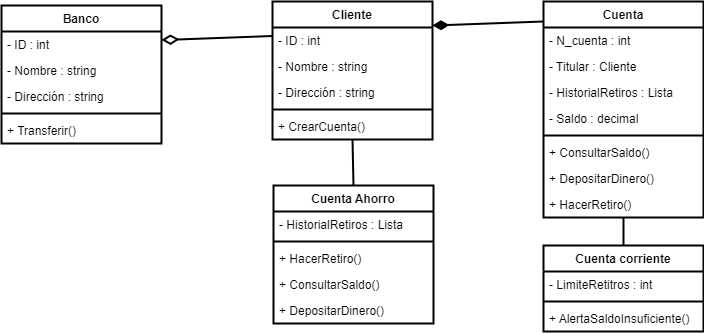 Banco
- ID : int
- Nombre : string
- Dirección : string
+ Transferir()
Cliente
- ID : int
- Nombre : string
- Dirección : string
+ CrearCuenta()
Cuenta
- N_cuenta : int
- Titular : Cliente
- HistorialRetiros : Lista
- Saldo : decimal
+ ConsultarSaldo()
+ DepositarDinero()
+ HacerRetiro()
Cuenta Ahorro
- HistorialRetiros : Lista
+ HacerRetiro()
+ ConsultarSaldo()
+ DepositarDinero()
Cuenta corriente
- LimiteRetitros : int
+ AlertaSaldoInsuficiente()